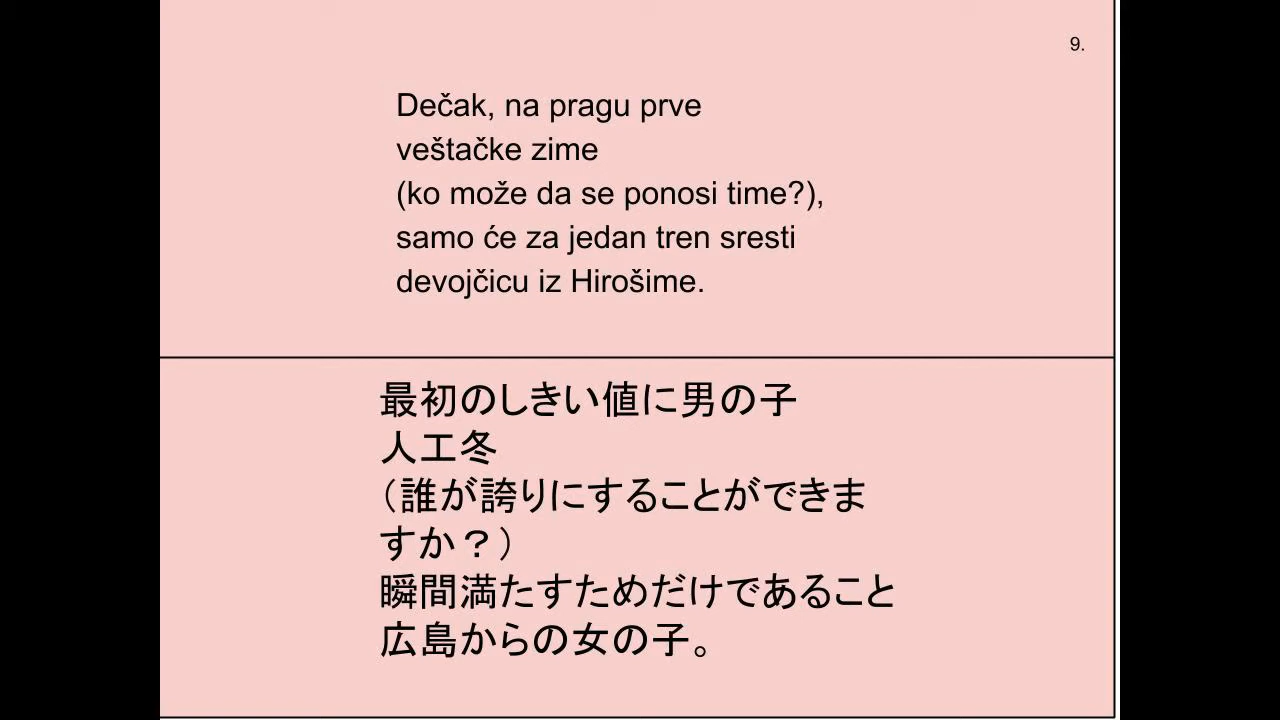 9.
Dečak, na pragu prve
veštačke zime
(ko može da se ponosi time?),
samo će za jedan tren sresti
devojčicu iz Hirošime.
最初のしきい値に男の子
人工冬
（誰が誇りにすることができま
すか？）
瞬間満たすためだけであること
広島からの女の子。